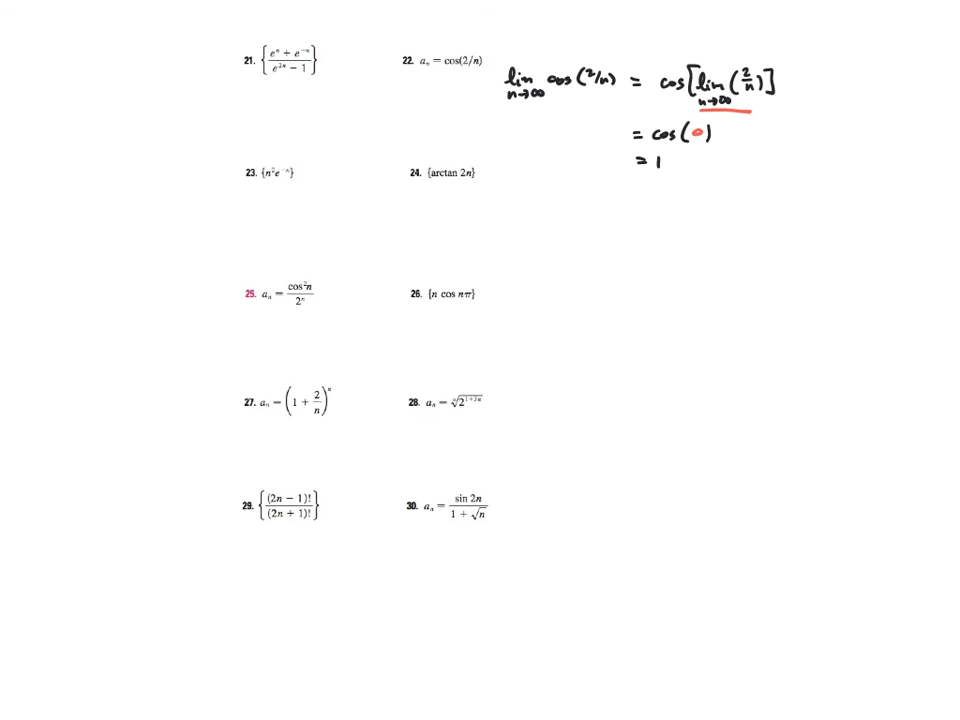 21. { (eⁿ + e⁻ⁿ) / (e²ⁿ − 1) }
22. aₙ = cos(2/n)
lim n→∞ cos (2/n) = cos [ lim n→∞ (2/n) ]
= cos (0)
= 1
23. {n²e⁻ⁿ}
24. {arctan 2n}
25. aₙ = cos²n / 2ⁿ
26. {n cos nπ}
27. aₙ = (1 + 2/n)ⁿ
28. aₙ = ⁿ√2¹⁺³ⁿ
29. { (2n − 1)! / (2n + 1)! }
30. aₙ = sin 2n / (1 + √n)